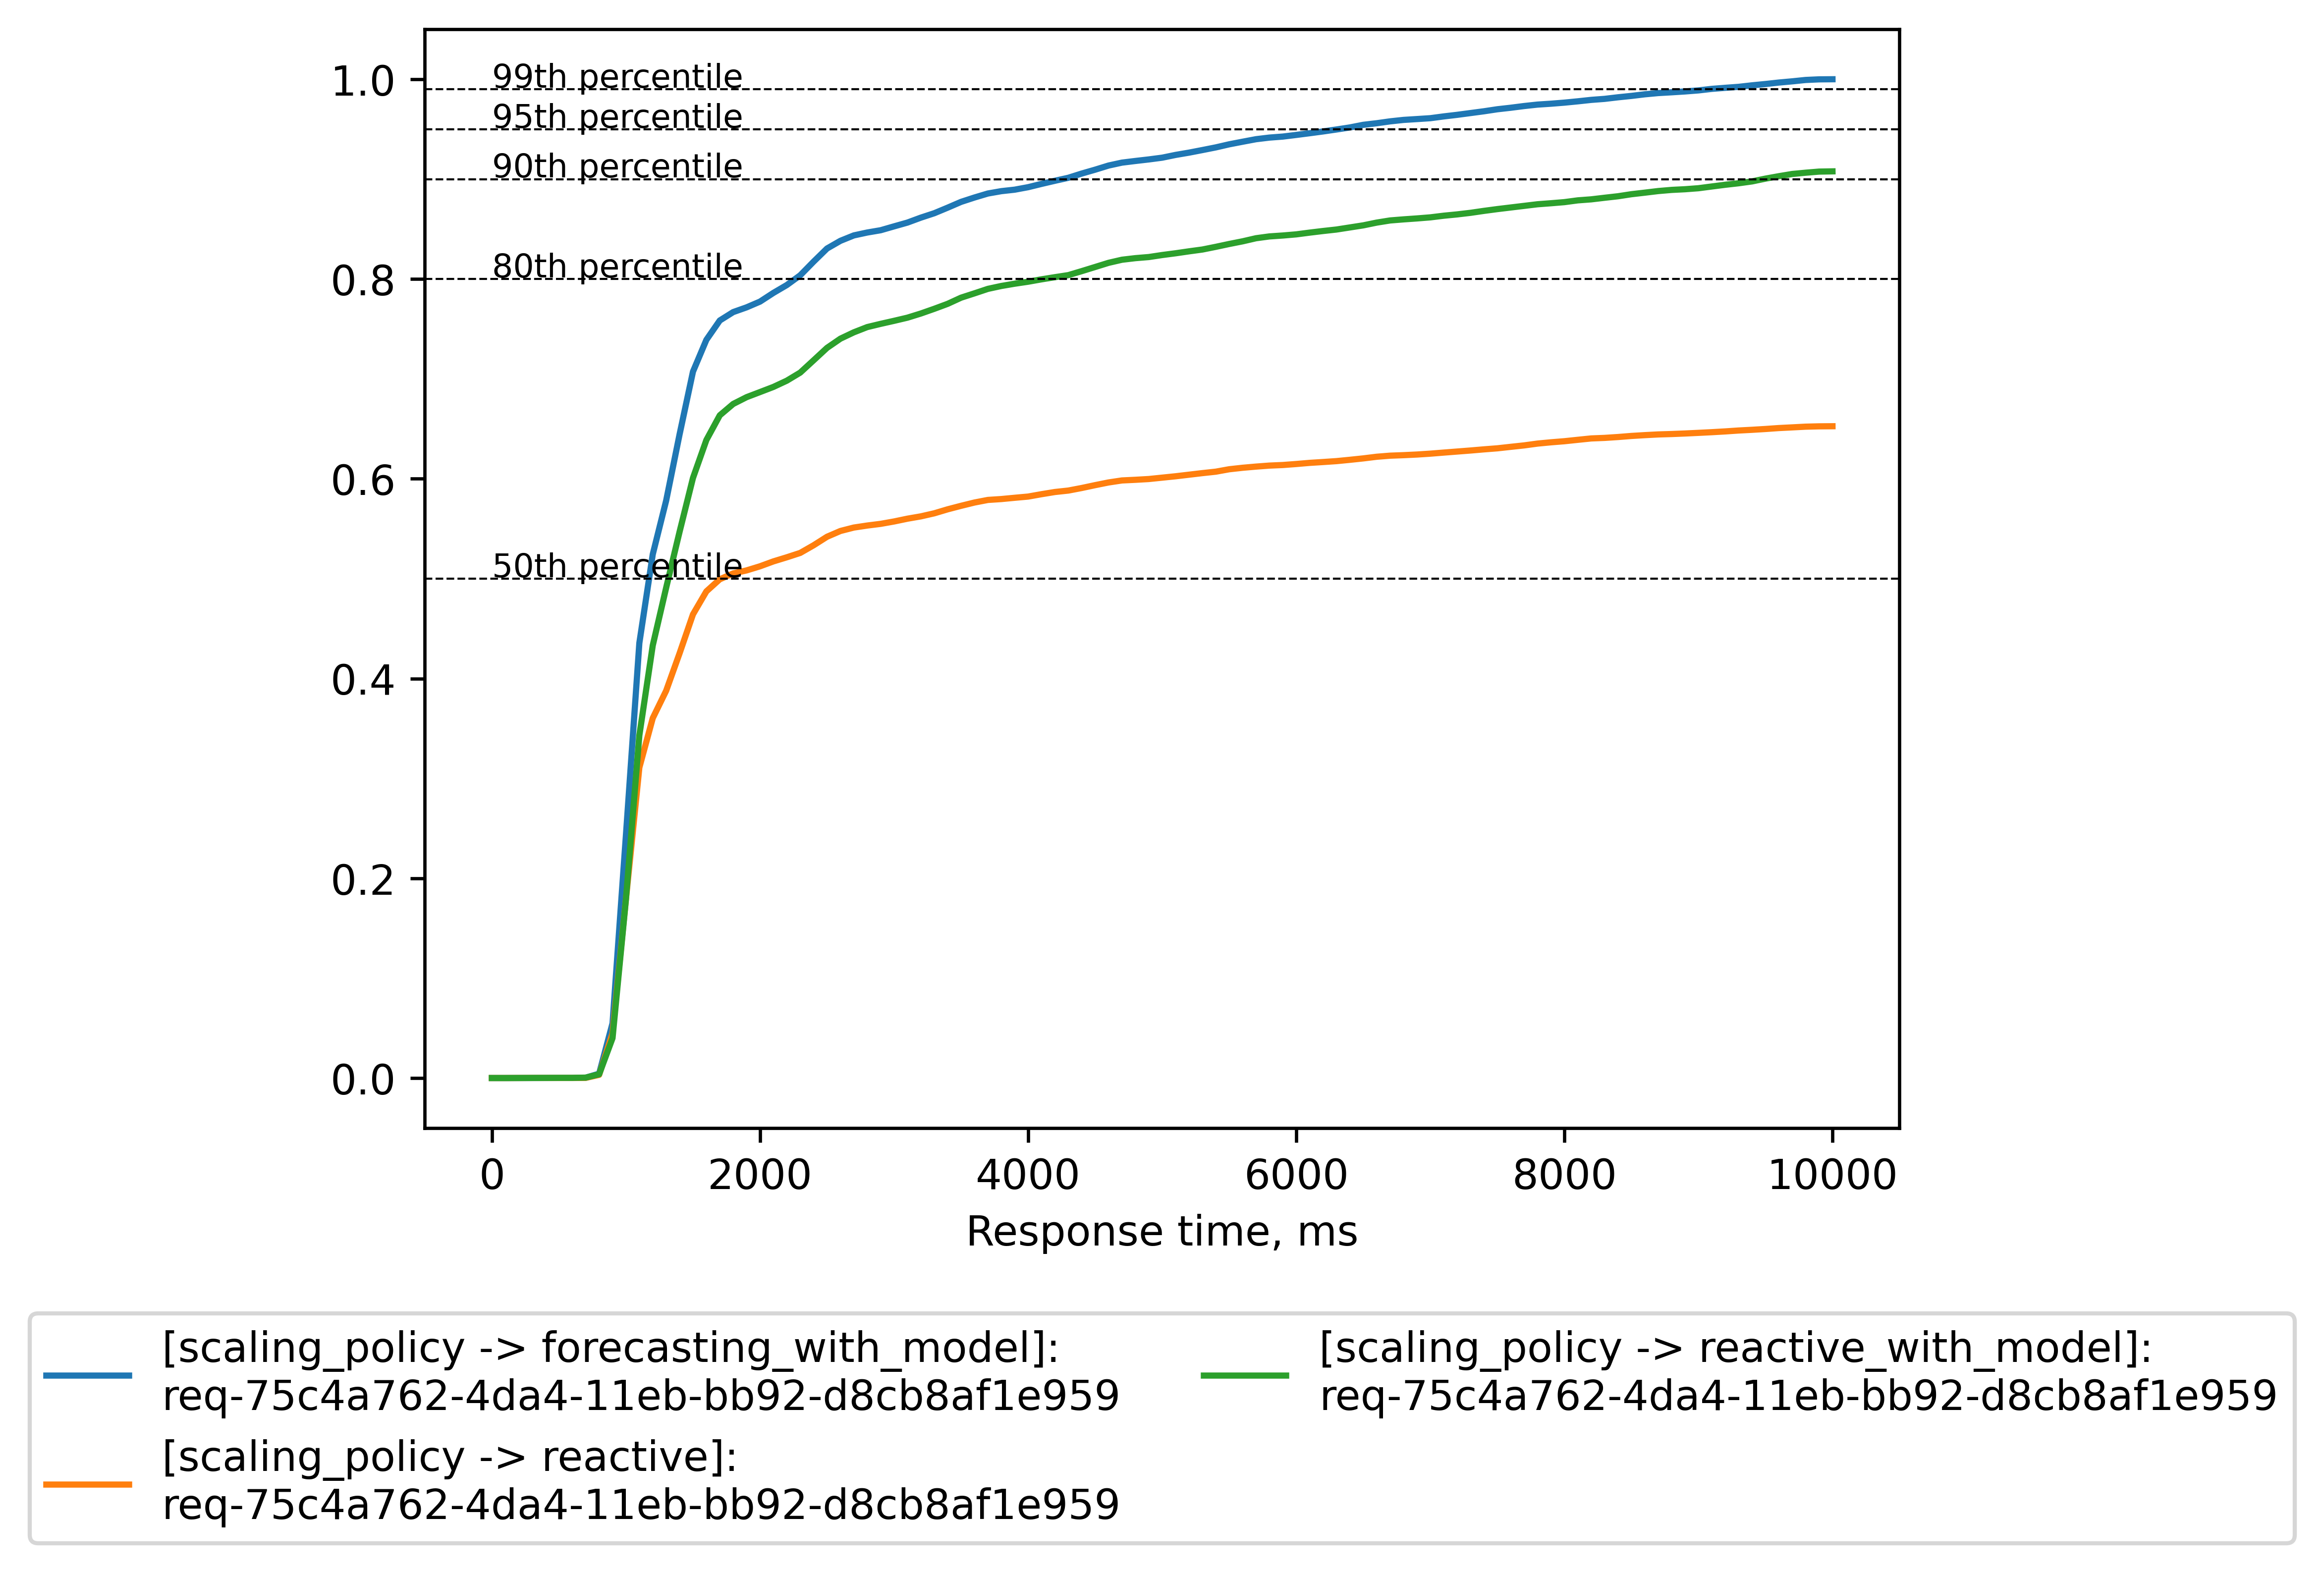 1.0
0.8
0.6
0.4
0.2
0.0
99th percentile
95th percentile
90th percentile
80th percentile
50th percentile
0 2000 4000 6000 8000 10000
Response time, ms
[scaling_policy -> forecasting_with_model]:
req-75c4a762-4da4-11eb-bb92-d8cb8af1e959
[scaling_policy -> reactive]:
req-75c4a762-4da4-11eb-bb92-d8cb8af1e959
[scaling_policy -> reactive_with_model]:
req-75c4a762-4da4-11eb-bb92-d8cb8af1e959